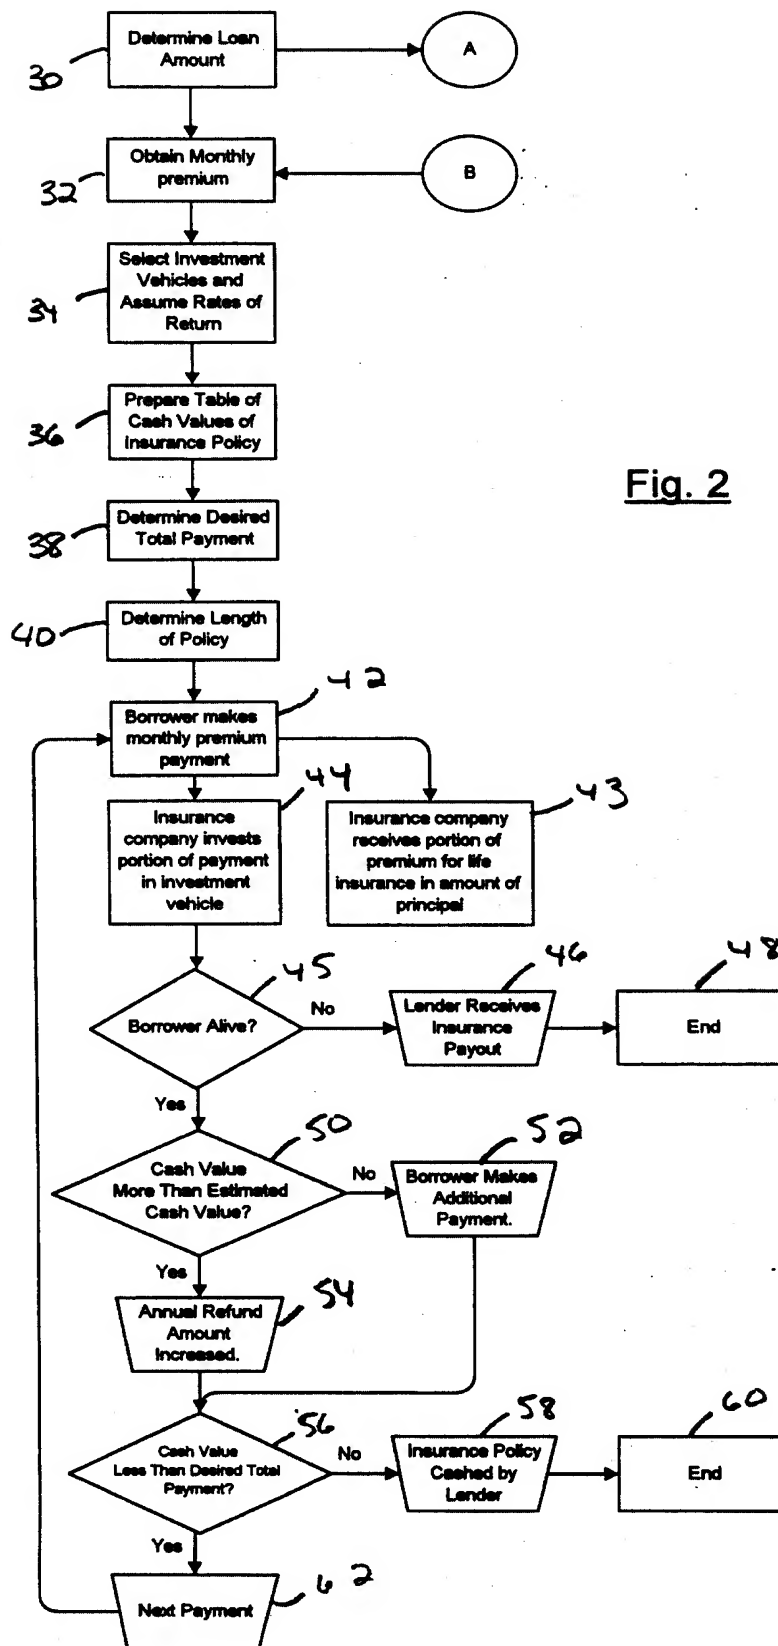 Determine Loan
Amount
A
30
Obtain Monthly
premium
B
32
Select Investment
Vehicles and
Assume Rates of
Return
34
Prepare Table of
Cash Values of
Insurance Policy
36
Fig. 2
Determine Desired
Total Payment
38
Determine Length
of Policy
40
42
Borrower makes
monthly premium
payment
44
43
Insurance
company invests
portion of payment
in investment
vehicle
Insurance company
receives portion of
premium for life
insurance in amount of
principal
45
46
48
Borrower Alive?
No
Lender Receives
Insurance
Payout
End
Yes
50
52
Cash Value
More Than Estimated
Cash Value?
No
Borrower Makes
Additional
Payment.
Yes
54
Annual Refund
Amount
Increased.
56
58
60
Cash Value
Less Than Desired Total
Payment?
No
Insurance Policy
Cashed by
Lender
End
Yes
62
Next Payment